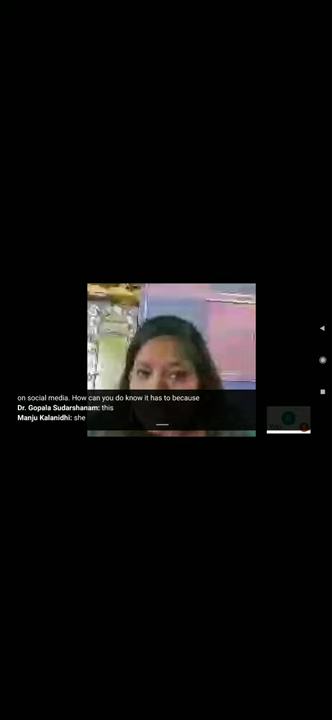 on social media. How can you do know it has to because
Dr. Gopala Sudarshanam: this
Manju Kalanidhi: she